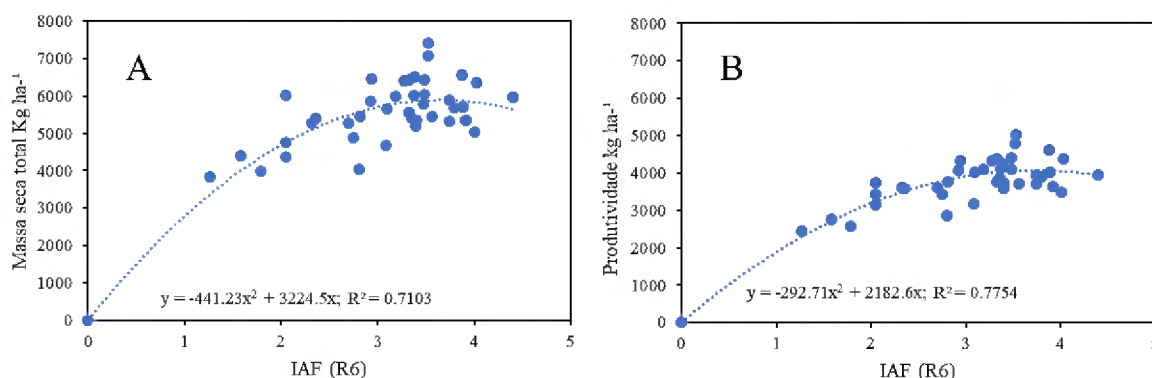 A
Massa seca total Kg ha-¹
8000
7000
6000
5000
4000
3000
2000
1000
0
y = -441.23x² + 3224.5x; R² = 0.7103
0 1 2 3 4 5
IAF (R6)
B
Produtividade kg ha-¹
8000
7000
6000
5000
4000
3000
2000
1000
0
y = -292.71x² + 2182.6x; R² = 0.7754
0 1 2 3 4 5
IAF (R6)